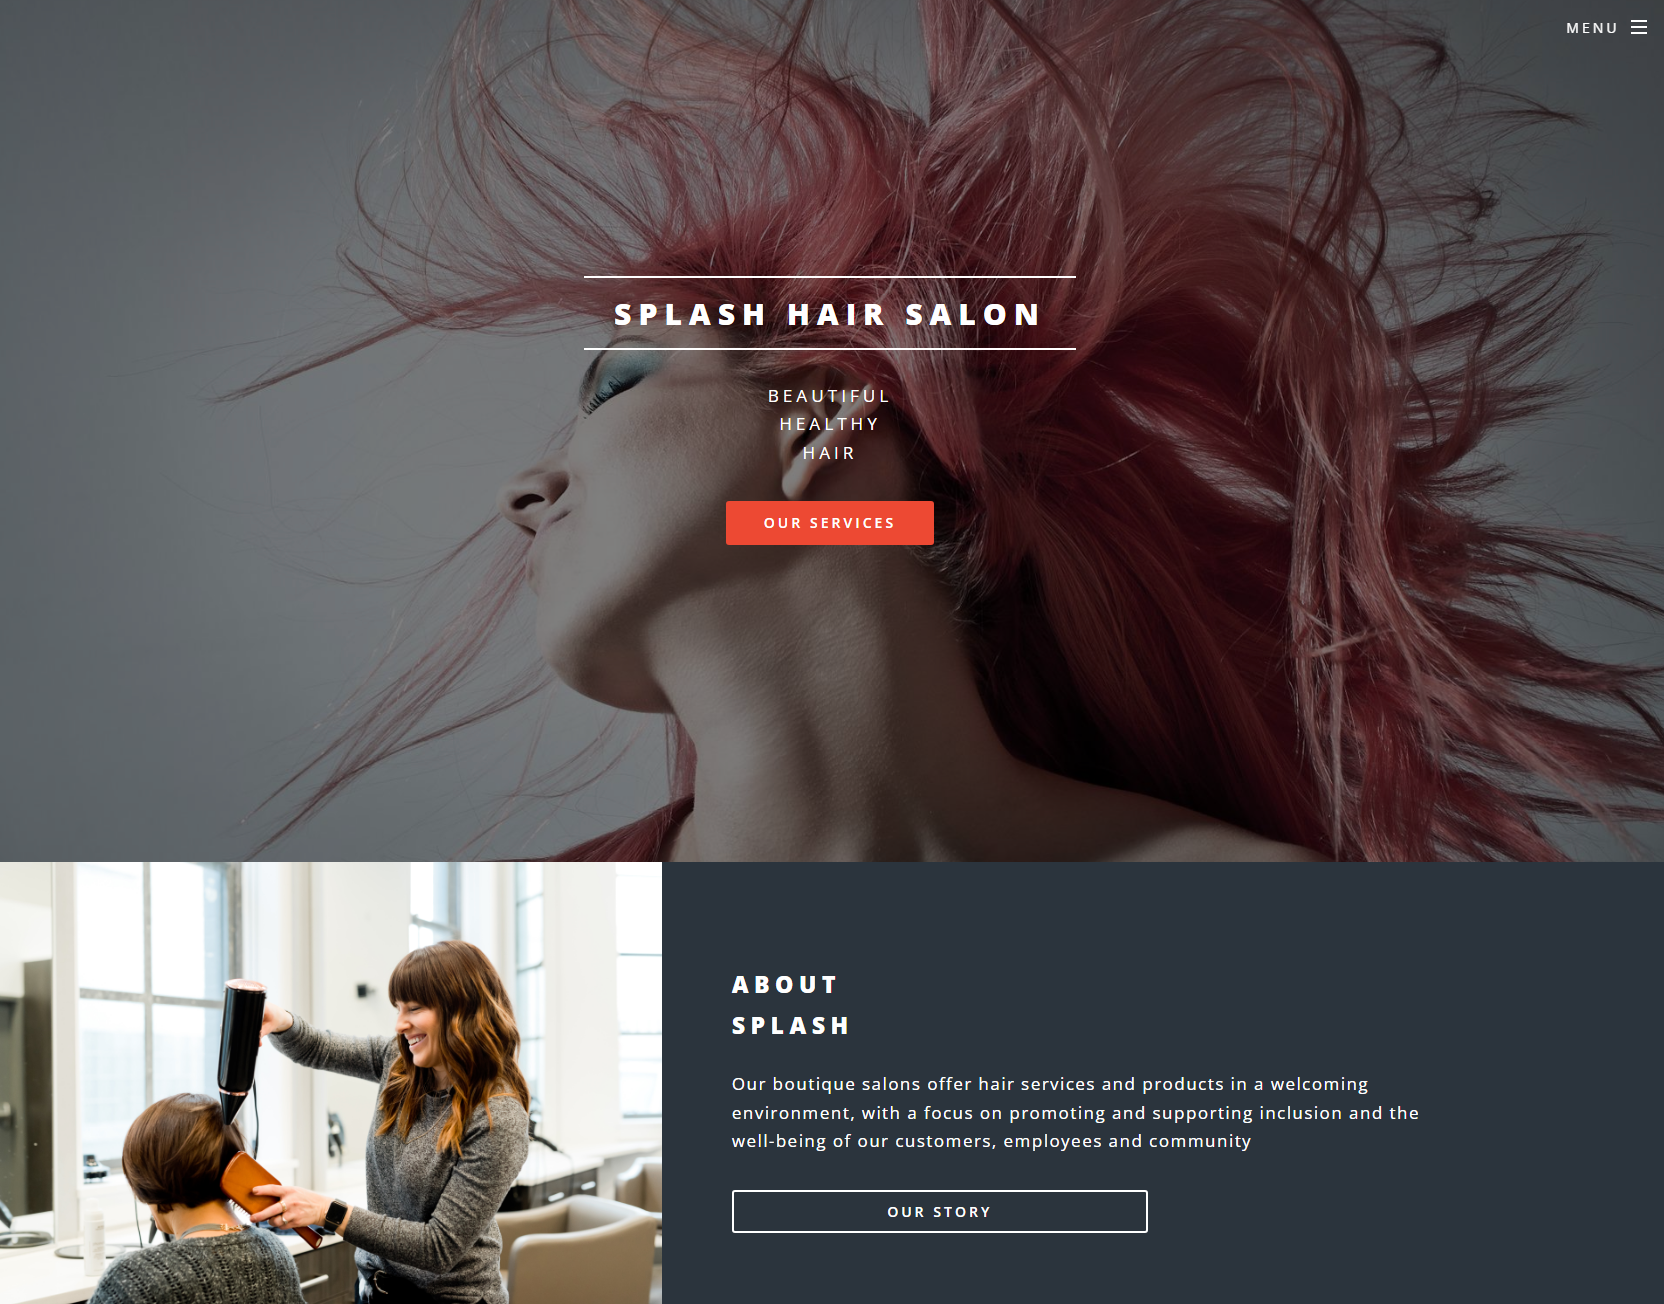 MENU
SPLASH HAIR SALON
BEAUTIFUL
HEALTHY
HAIR
OUR SERVICES
ABOUT
SPLASH
Our boutique salons offer hair services and products in a welcoming
environment, with a focus on promoting and supporting inclusion and the
well-being of our customers, employees and community
OUR STORY